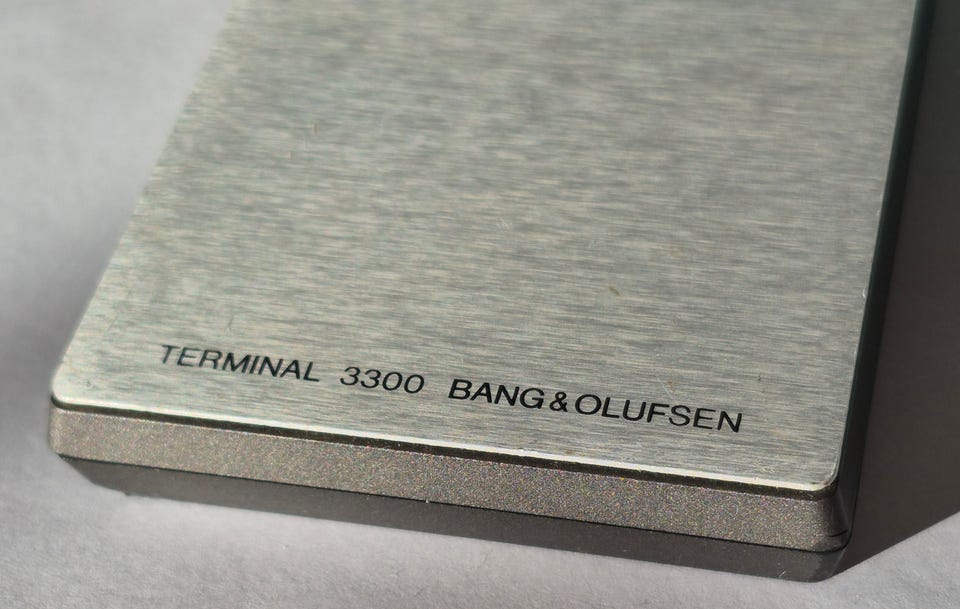 TERMINAL 3300 BANG&OLUFSEN